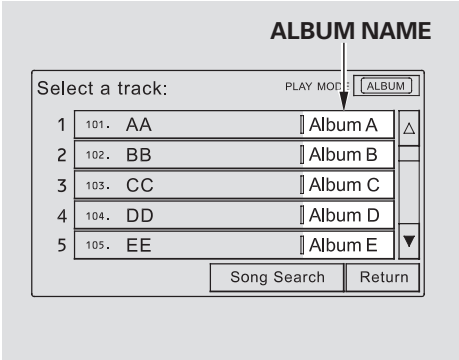 ALBUM NAME
Select a track: PLAY MODE ALBUM
1 101. AA Album A
2 102. BB Album B
3 103. CC Album C
4 104. DD Album D
5 105. EE Album E
Song Search Return